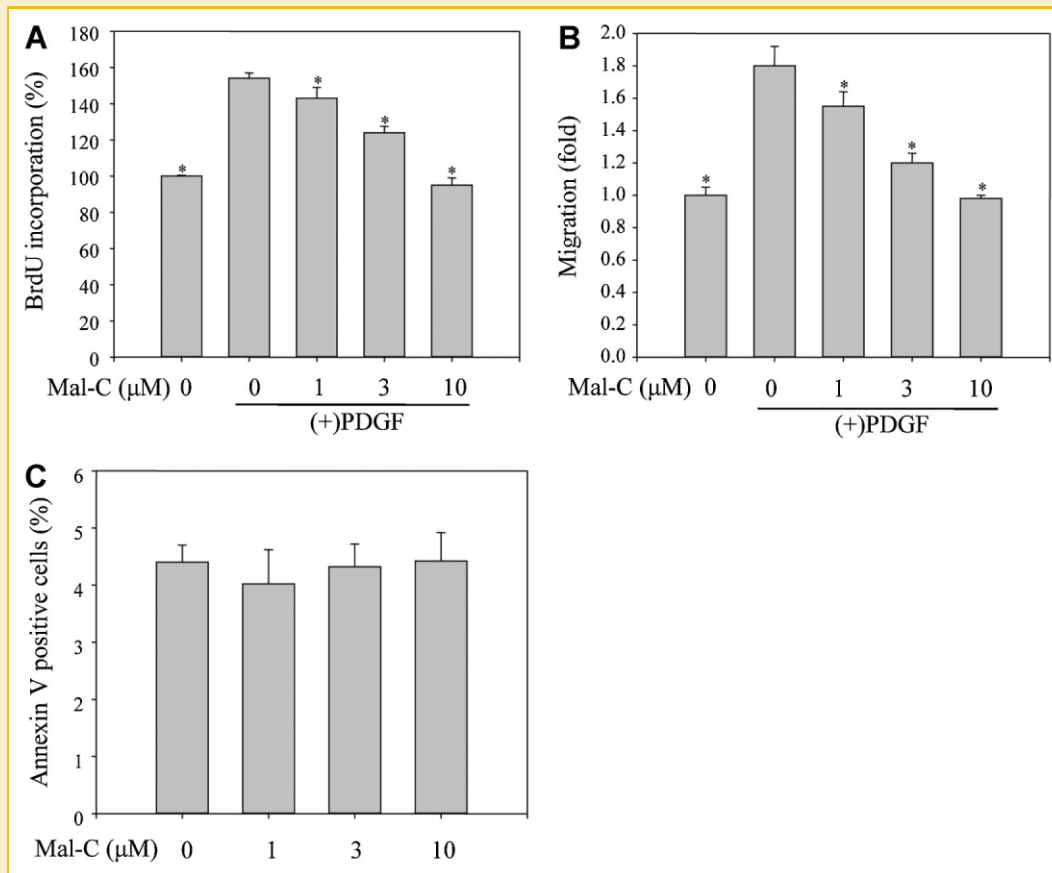 A
BrdU incorporation (%)
180
160
140
120
100
80
60
40
20
0
* * * *
Mal-C (μM) 0 0 1 3 10
(+)PDGF
B
Migration (fold)
2.0
1.8
1.6
1.4
1.2
1.0
0.8
0.6
0.4
0.2
0.0
* * * *
Mal-C (μM) 0 0 1 3 10
(+)PDGF
C
Annexin V positive cells (%)
6
5
4
3
2
1
0
Mal-C (μM) 0 1 3 10